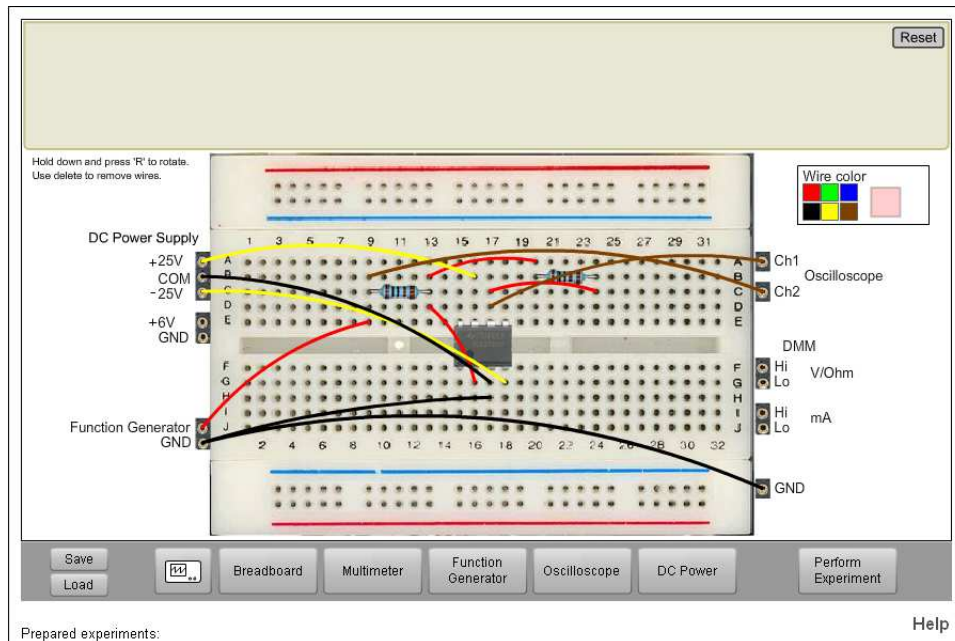 Reset
Hold down and press 'R' to rotate.
Use delete to remove wires.
Wire color
DC Power Supply
+25V
COM
-25V
+6V
GND
Function Generator
GND
1 3 5 7 9 11 13 15 17 19 21 23 25 27 29 31
A A
B B
C C
D D
E E
F F
G G
H H
I I
J J
2 4 6 8 10 12 14 16 18 20 22 24 26 28 30 32
Ch1
Oscilloscope
Ch2
DMM
Hi
V/Ohm
Lo
Hi
mA
Lo
GND
Save
Load
Breadboard
Multimeter
Function
Generator
Oscilloscope
DC Power
Perform
Experiment
Help
Prepared experiments: